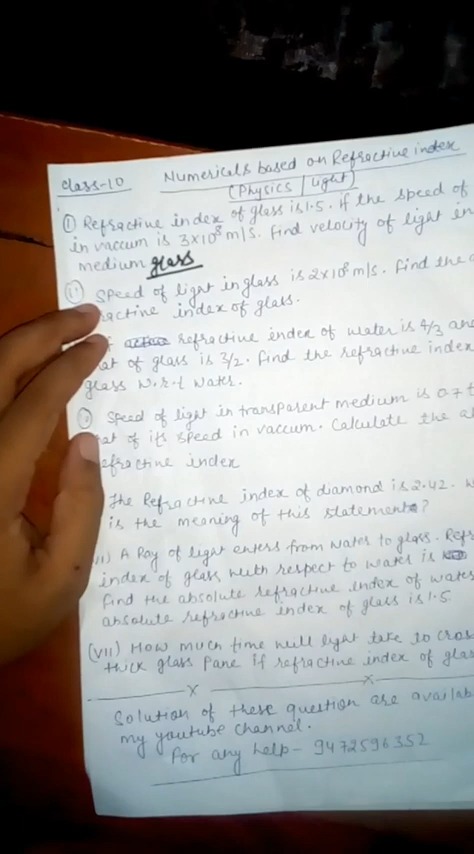 Class-10 Numericals based on Refractive index
(Physics / Light)
(i) Refractive index of glass is 1.5. if the speed of
in vaccum is 3×10⁸ m/s. find velocity of light in
medium glass
(ii) Speed of light in glass is 2×10⁸ m/s. find the
ractive index of glass.
refractive index of water is 4/3 and
at of glass is 3/2. find the refractive index
glass W.r.t Water.
Speed of light in transparent medium is 0.7 t
at of its speed in vaccum. Calculate the
efractive index
The Refractive index of diamond is 2.42. W
is the meaning of this statement?
vi) A Ray of light enters from water to glass. Refr
index of glass with respect to water is
find the absolute refractive index of water
absolute refractive index of glass is 1.5
(VII) How much time will light take to cross
thick glass pane if refractive index of glas
x x
Solution of these question are availab
my youtube channel.
for any help- 9472596352